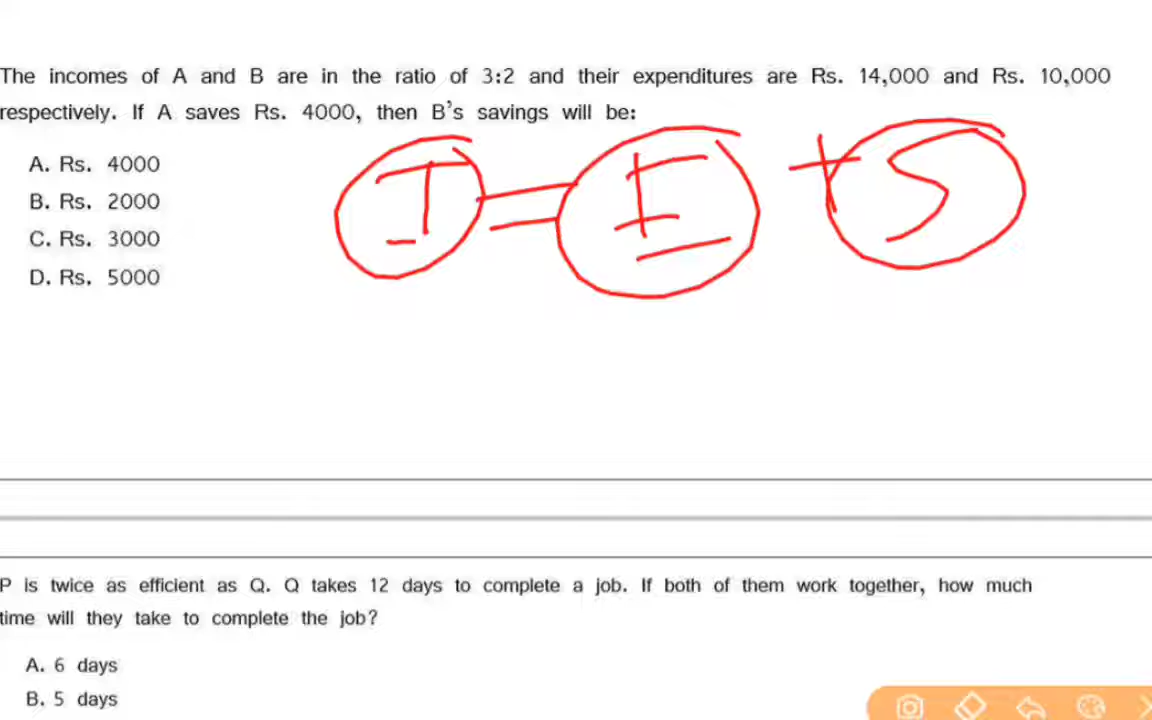 The incomes of A and B are in the ratio of 3:2 and their expenditures are Rs. 14,000 and Rs. 10,000
respectively. If A saves Rs. 4000, then B's savings will be:
A. Rs. 4000
B. Rs. 2000
C. Rs. 3000
D. Rs. 5000
I = E + S
P is twice as efficient as Q. Q takes 12 days to complete a job. If both of them work together, how much
time will they take to complete the job?
A. 6 days
B. 5 days